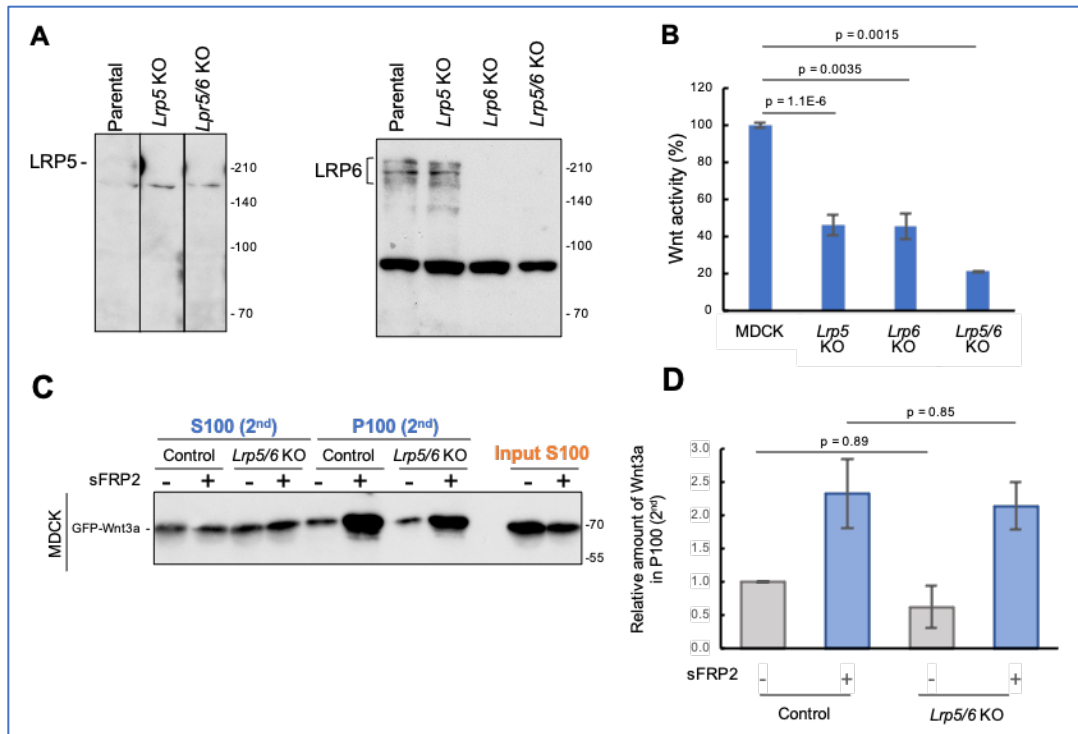 A
Parental
Lrp5 KO
Lpr5/6 KO
LRP5 -
-210
-140
-100
- 70
Parental
Lrp5 KO
Lrp6 KO
Lrp5/6 KO
LRP6
-210
-140
- 100
- 70
B
p = 0.0015
p = 0.0035
p = 1.1E-6
Wnt activity (%)
120
100
80
60
40
20
0
MDCK
Lrp5 KO
Lrp6 KO
Lrp5/6 KO
C
S100 (2nd) P100 (2nd)
Control Lrp5/6 KO Control Lrp5/6 KO Input S100
sFRP2 - + - + - + - + - +
MDCK
GFP-Wnt3a -
-70
-55
D
p = 0.85
p = 0.89
Relative amount of Wnt3a
in P100 (2nd)
3.0
2.5
2.0
1.5
1.0
0.5
0.0
sFRP2 - + - +
Control Lrp5/6 KO